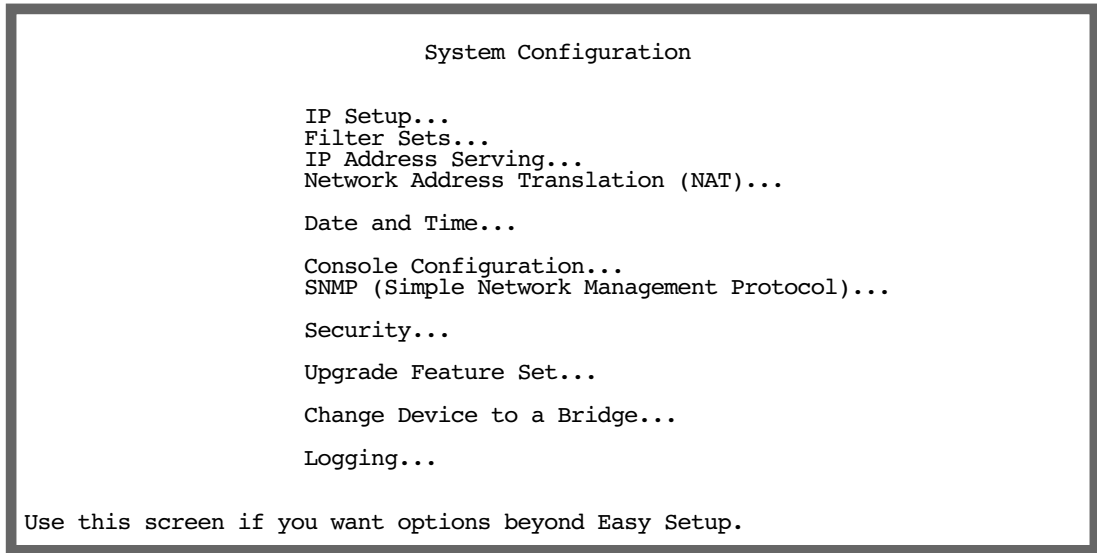 System Configuration
IP Setup...
Filter Sets...
IP Address Serving...
Network Address Translation (NAT)...
Date and Time...
Console Configuration...
SNMP (Simple Network Management Protocol)...
Security...
Upgrade Feature Set...
Change Device to a Bridge...
Logging...
Use this screen if you want options beyond Easy Setup.